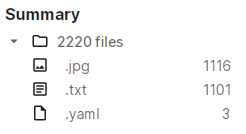 Summary
2220 files
.jpg 1116
.txt 1101
.yaml 3